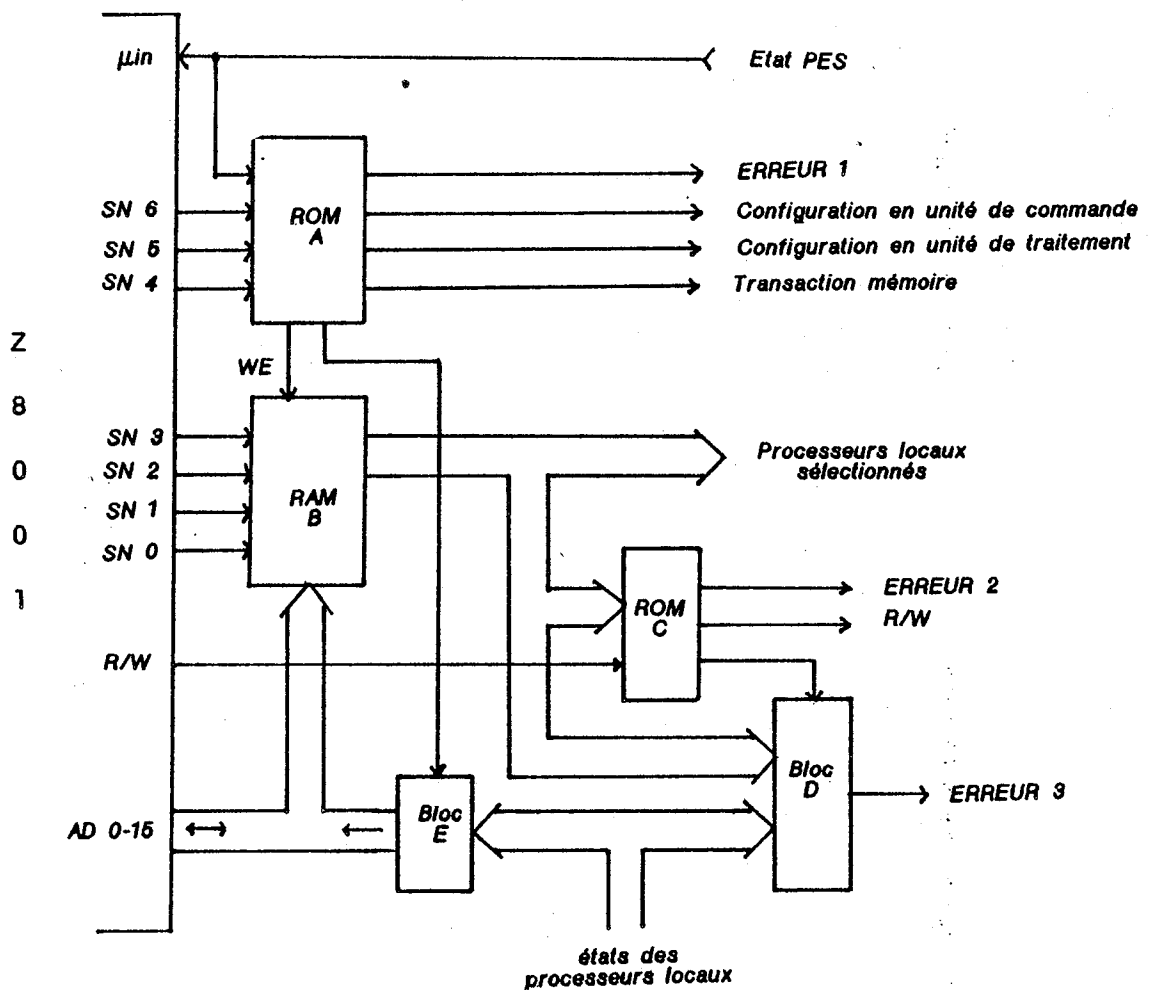 μin
Etat PES
ERREUR 1
SN 6
ROM
A
Configuration en unité de commande
SN 5
Configuration en unité de traitement
SN 4
Transaction mémoire
Z
8
0
0
1
WE
SN 3
SN 2
SN 1
SN 0
RAM
B
Processeurs locaux
sélectionnés
ROM
C
ERREUR 2
R/W
R/W
Bloc
D
ERREUR 3
AD 0-15
Bloc
E
états des
processeurs locaux